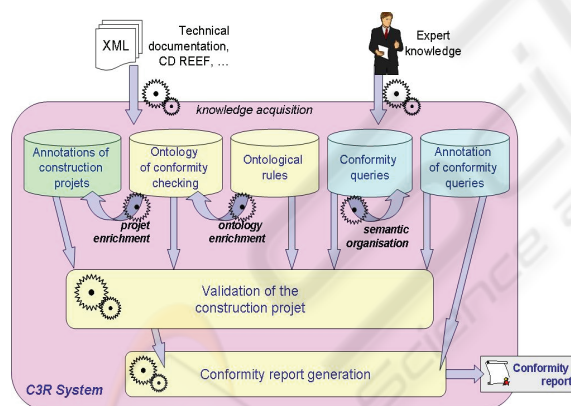 XML
Technical
documentation,
CD REEF, ...
Expert
knowledge
knowledge acquisition
Annotations of
construction
projets
Ontology
of conformity
checking
Ontological
rules
Conformity
queries
Annotation
of conformity
queries
projet
enrichment
ontology
enrichment
semantic
organisation
Validation of the
construction projet
Conformity report generation
C3R System
Conformity
report